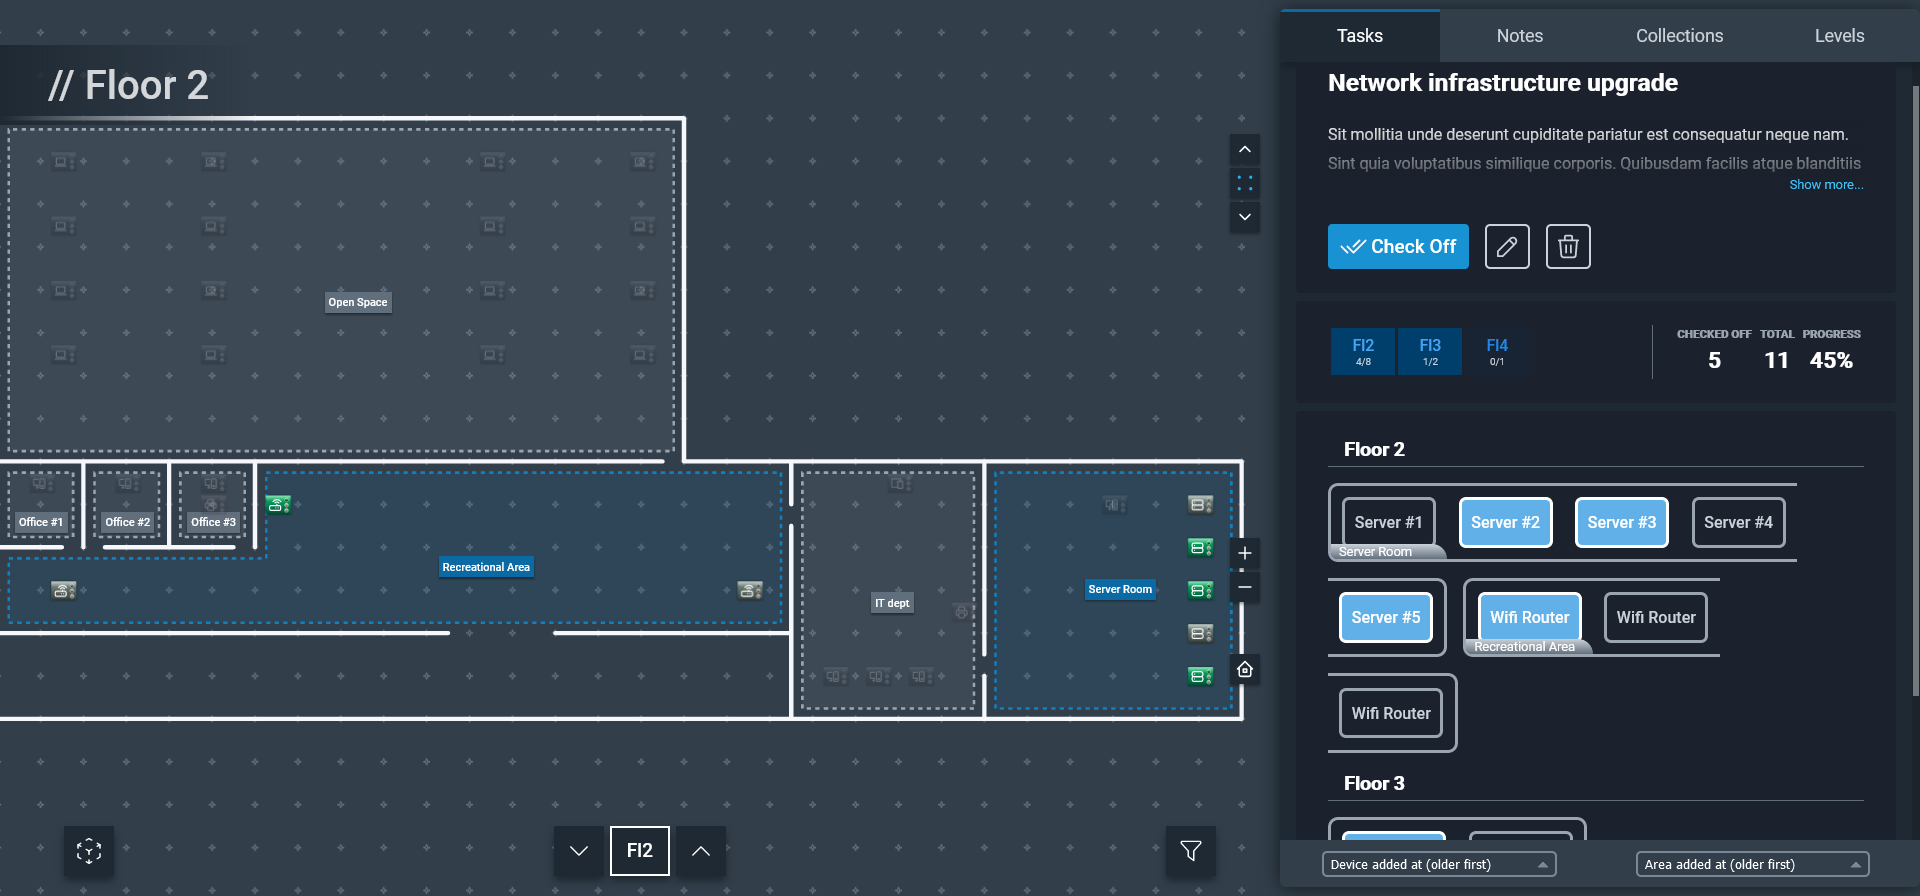 // Floor 2
Open Space
Office #1
Office #2
Office #3
Recreational Area
IT dept
Server Room
Fl2
Tasks
Notes
Collections
Levels
Network infrastructure upgrade
Sit mollitia unde deserunt cupiditate pariatur est consequatur neque nam.
Sint quia voluptatibus similique corporis. Quibusdam facilis atque blanditiis
Show more...
Check Off
Fl2
4/8
Fl3
1/2
Fl4
0/1
CHECKED OFF TOTAL PROGRESS
5 11 45%
Floor 2
Server #1 Server #2 Server #3 Server #4
Server Room
Server #5 Wifi Router Wifi Router
Recreational Area
Wifi Router
Floor 3
Device added at (older first)
Area added at (older first)